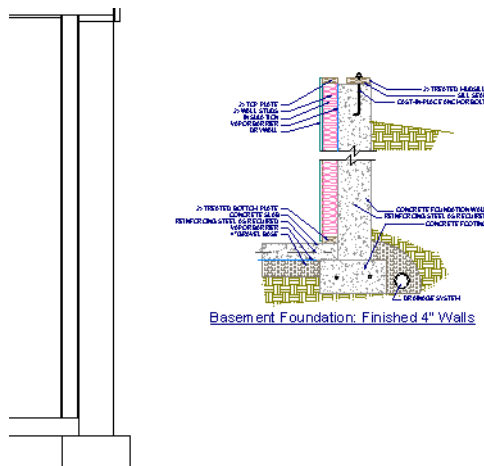 2x TREATED MUDSILL
SILL SEAL
CAST-IN-PLACE ANCHOR BOLT
2x TOP PLATE
2x WALL STUDS
INSULATION
VAPOR BARRIER
DRYWALL
2x TREATED BOTTOM PLATE
CONCRETE SLAB
REINFORCING STEEL AS REQUIRED
VAPOR BARRIER
4" GRAVEL BASE
CONCRETE FOUNDATION WALL
REINFORCING STEEL AS REQUIRED
CONCRETE FOOTING
DRAINAGE SYSTEM
Basement Foundation: Finished 4" Walls